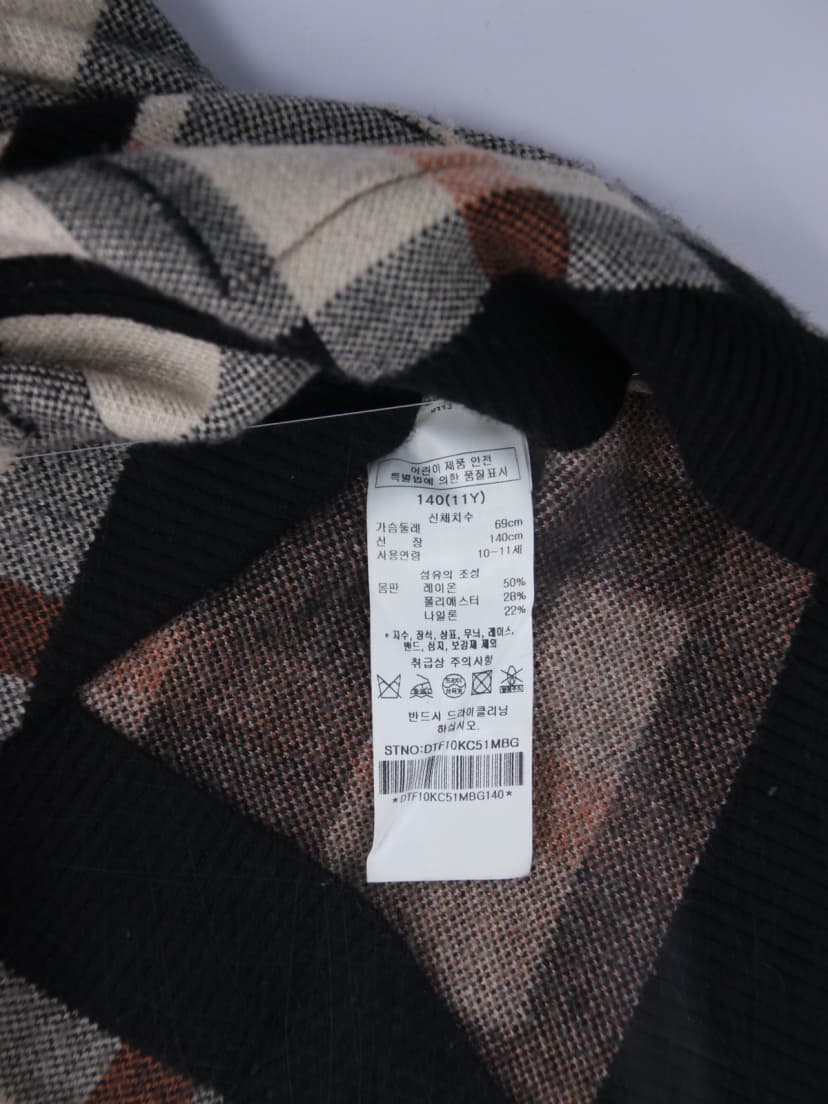 어린이 제품 안전
특별법에 의한 품질표시
140(11Y)
신체치수
가슴둘레 69cm
신 장 140cm
사용연령 10~11세
섬유의 조성
몸판 레이온 50%
폴리에스터 28%
나일론 22%
* 자수, 장식, 상표, 무늬, 레이스,
밴드, 심지, 보강재 제외
취급상 주의사항
드라이
반드시 드라이클리닝
하십시오.
STNO:DTF10KC51MBG
*DTF10KC51MBG140*